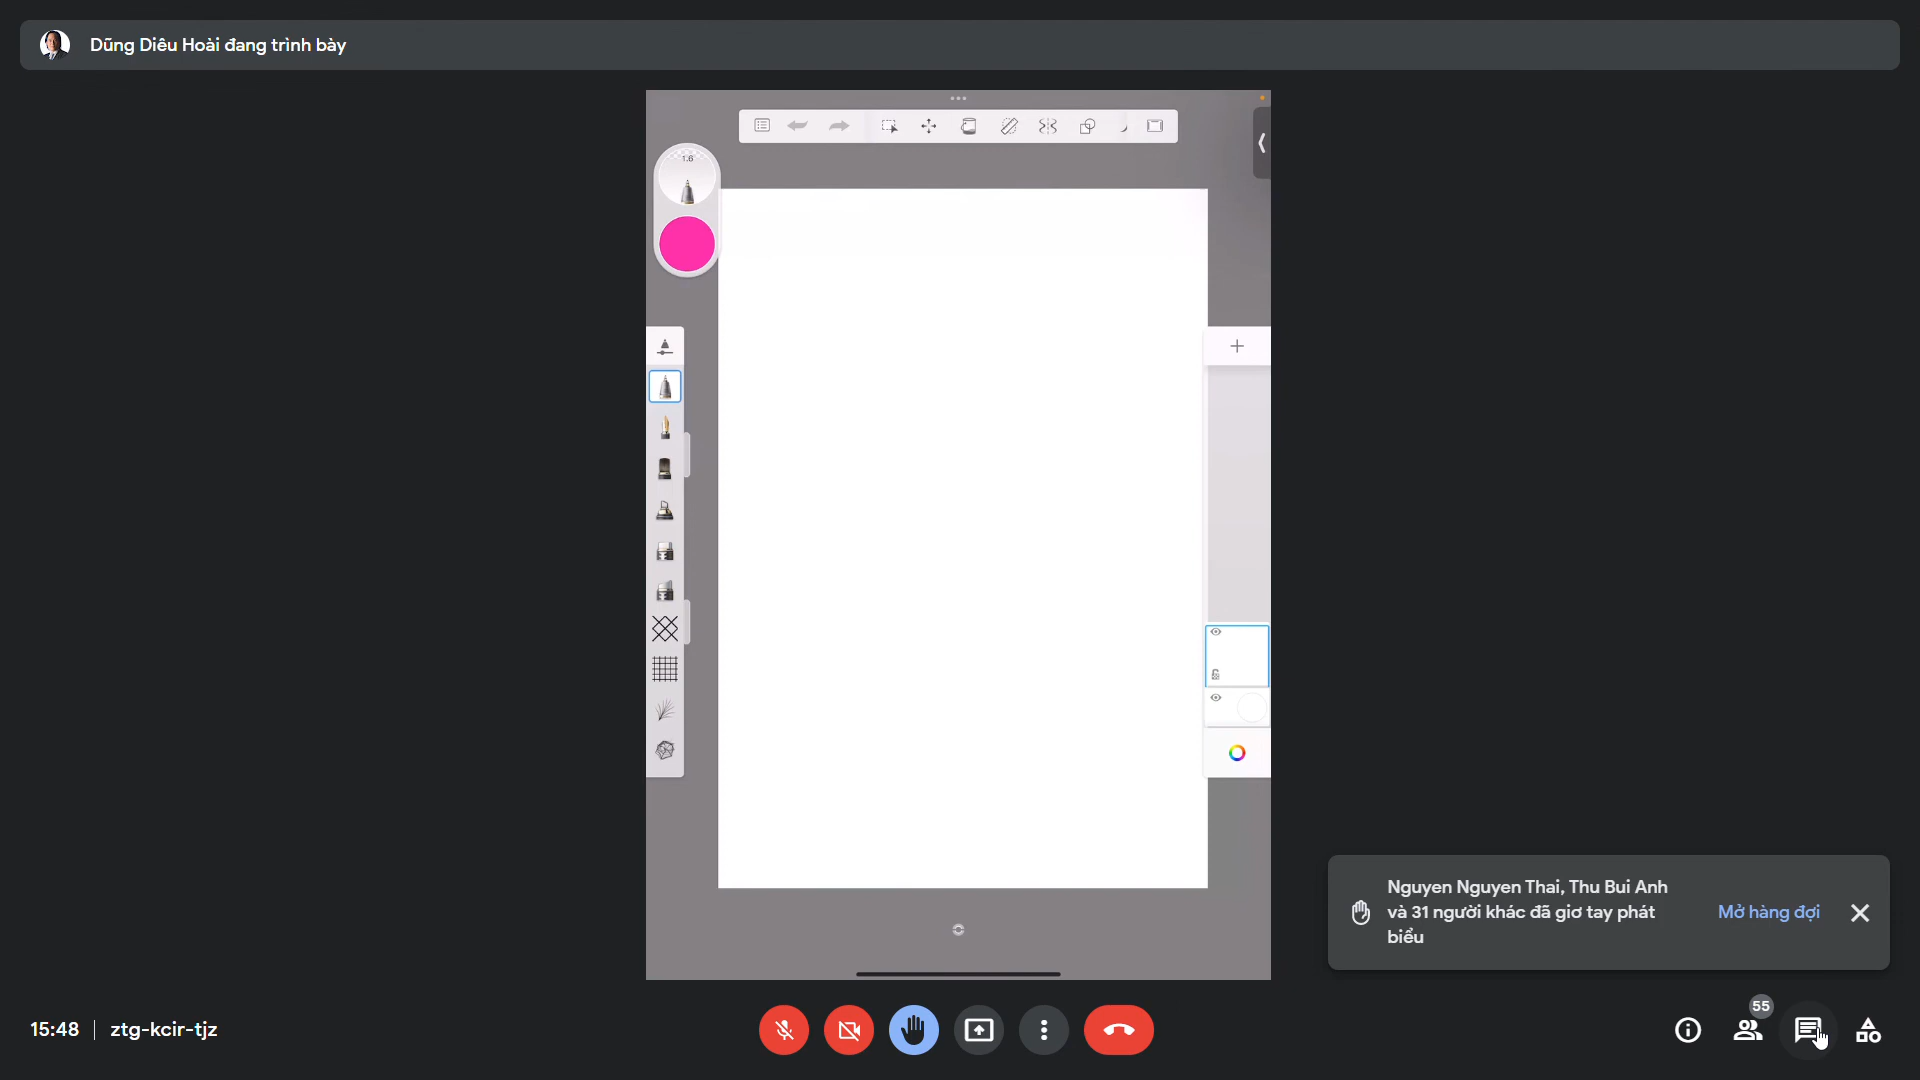 Dũng Diêu Hoài đang trình bày
1.6
Nguyen Nguyen Thai, Thu Bui Anh
và 31 người khác đã giơ tay phát
biểu
Mở hàng đợi
55
15:48 | ztg-kcir-tjz